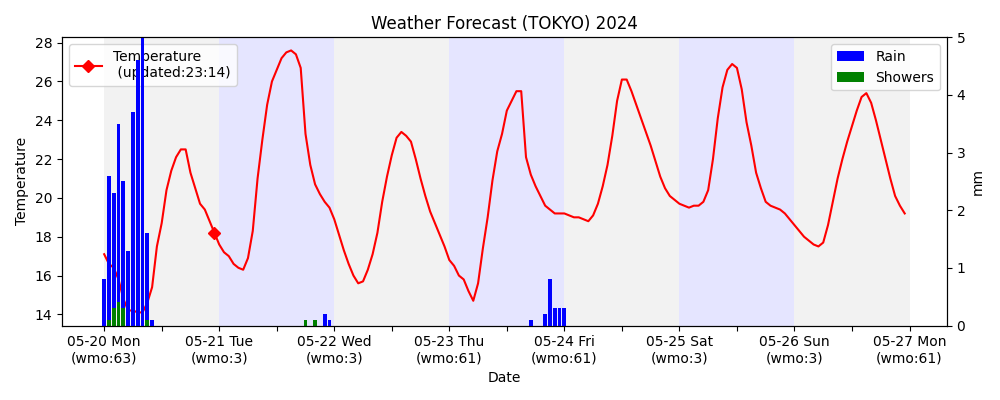 Weather Forecast (TOKYO) 2024
Temperature
(updated:23:14)
Rain
Showers
28
26
24
22
20
18
16
14
Temperature
5
4
3
2
1
0
mm
05-20 Mon
(wmo:63)
05-21 Tue
(wmo:3)
05-22 Wed
(wmo:3)
05-23 Thu
(wmo:61)
05-24 Fri
(wmo:61)
05-25 Sat
(wmo:3)
05-26 Sun
(wmo:3)
05-27 Mon
(wmo:61)
Date